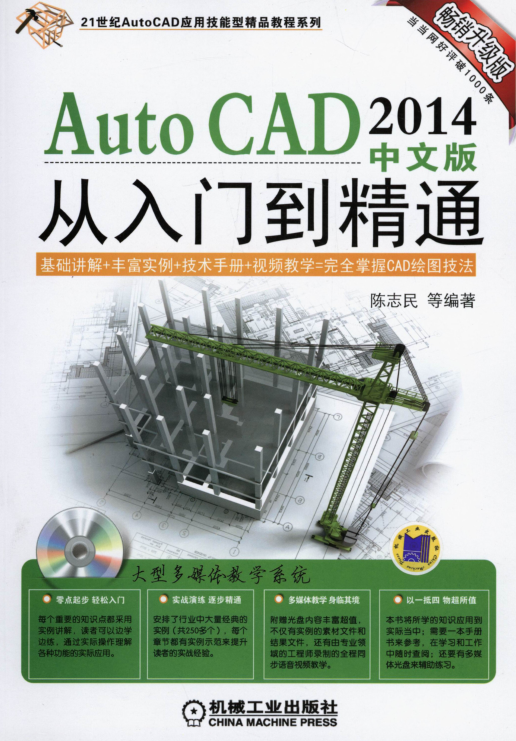 21世纪AutoCAD应用技能型精品教程系列
畅销升级版
当当网好评破1000条
Auto CAD 2014
中文版
从入门到精通
基础讲解+丰富实例+技术手册+视频教学=完全掌握CAD绘图技法
陈志民 等编著
大型多媒体教学系统
零点起步 轻松入门
每个重要的知识点都采用
实例讲解，读者可以边学
边练，通过实际操作理解
各种功能的实际应用。
实战演练 逐步精通
安排了行业中大量经典的
实例（共250多个），每个
章节都有实例示范来提升
读者的实战经验。
多媒体教学 身临其境
附赠光盘内容丰富超值，
不仅有实例的素材文件和
结果文件，还有由专业领
域的工程师录制的全程同
步语音视频教学。
以一抵四 物超所值
本书将所学的知识应用到
实际当中；需要一本手册
书来参考，在学习和工作
中随时查阅；还要有多媒
体光盘来辅助练习。
机械工业出版社
CHINA MACHINE PRESS